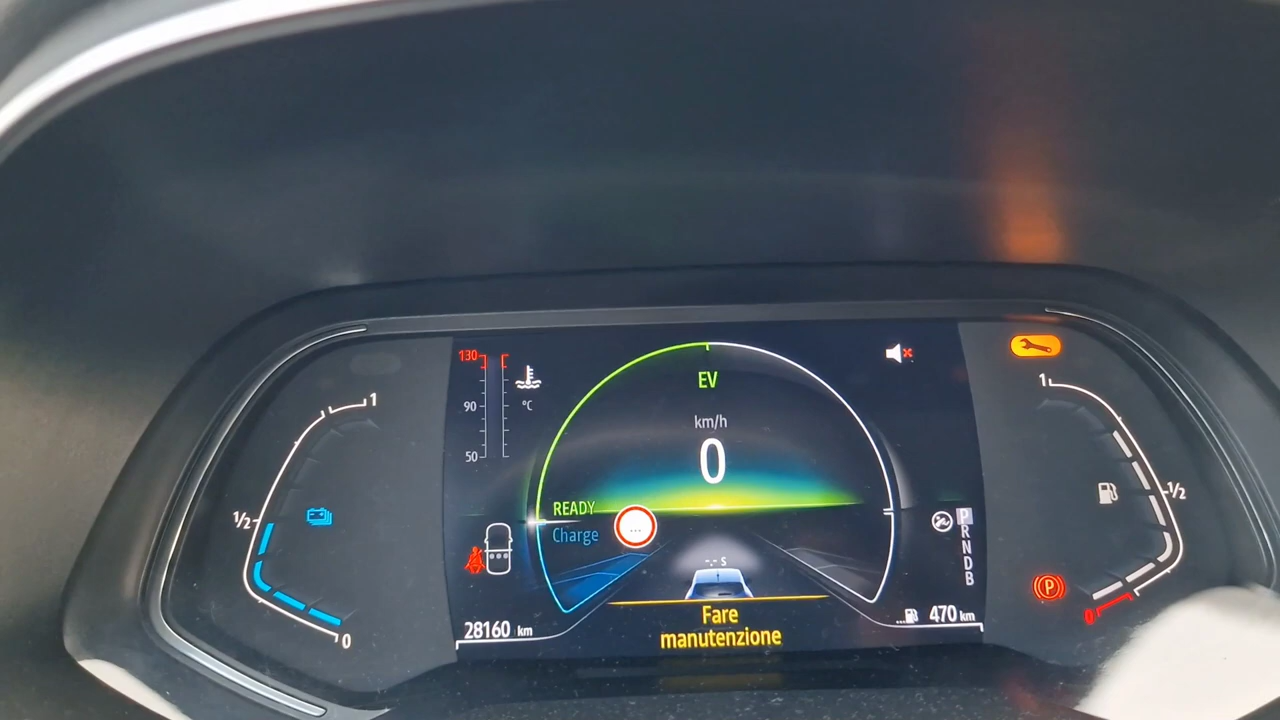 130
90
50
°C
EV
km/h
0
READY
Charge
...
-.- s
Fare
manutenzione
28160 km
... 470 km
P
R
N
D
B
1
1/2
0
1
1/2
0
P